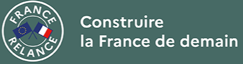 FRANCE
RELANCE
Construire
la France de demain